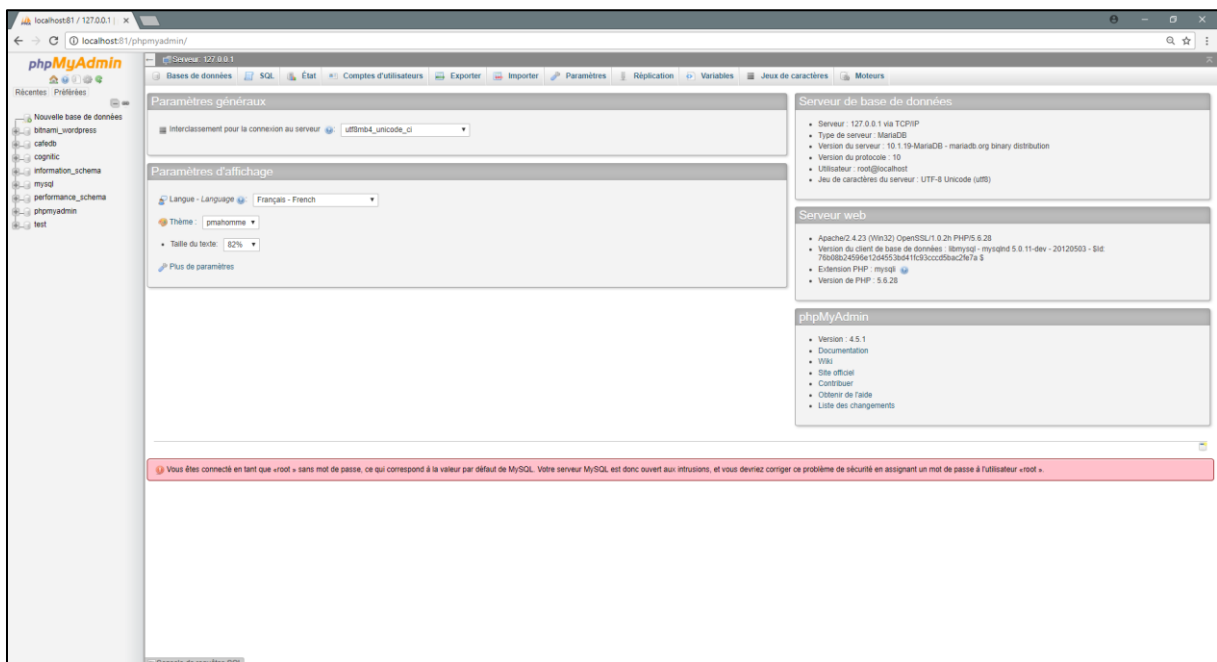 localhost:81 / 127.0.0.1 |
localhost:81/phpmyadmin/
phpMyAdmin
Récentes Préférées
Nouvelle base de données
bitnami_wordpress
cafedb
cognitic
information_schema
mysql
performance_schema
phpmyadmin
test
Serveur: 127.0.0.1
Bases de données SQL État Comptes d'utilisateurs Exporter Importer Paramètres Réplication Variables Jeux de caractères Moteurs
Paramètres généraux
Interclassement pour la connexion au serveur : utf8mb4_unicode_ci
Paramètres d'affichage
Langue - Language : Français - French
Thème : pmahomme
Taille du texte: 82%
Plus de paramètres
Serveur de base de données
Serveur : 127.0.0.1 via TCP/IP
Type de serveur : MariaDB
Version du serveur : 10.1.19-MariaDB - mariadb.org binary distribution
Version du protocole : 10
Utilisateur : root@localhost
Jeu de caractères du serveur : UTF-8 Unicode (utf8)
Serveur web
Apache/2.4.23 (Win32) OpenSSL/1.0.2h PHP/5.6.28
Version du client de base de données : libmysql - mysqlnd 5.0.11-dev - 20120503 - $Id:
76b08b24596e12d4553bd41fc93cccd5bac2fe7a $
Extension PHP : mysqli
Version de PHP : 5.6.28
phpMyAdmin
Version : 4.5.1
Documentation
Wiki
Site officiel
Contribuer
Obtenir de l'aide
Liste des changements
Vous êtes connecté en tant que «root » sans mot de passe, ce qui correspond à la valeur par défaut de MySQL. Votre serveur MySQL est donc ouvert aux intrusions, et vous devriez corriger ce problème de sécurité en assignant un mot de passe à l'utilisateur «root ».